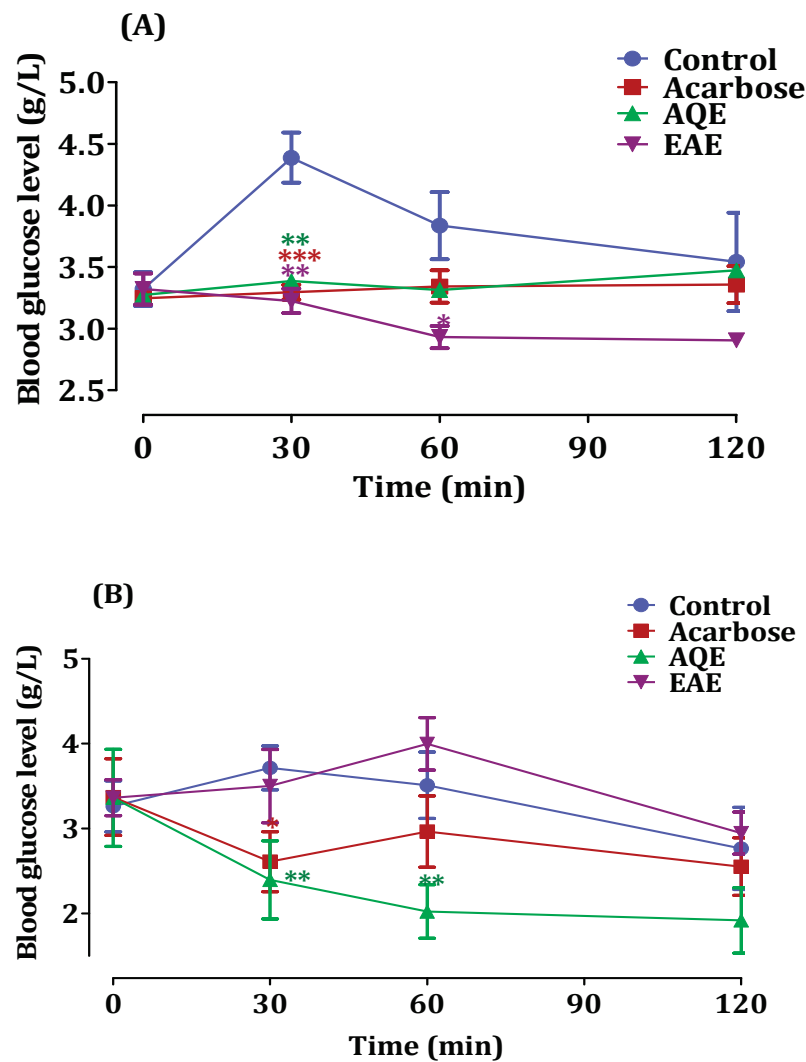 (A)
Control
Acarbose
AQE
EAE
Blood glucose level (g/L)
5.0
4.5
4.0
3.5
3.0
2.5
**
***
**
*
0 30 60 90 120
Time (min)
(B)
Control
Acarbose
AQE
EAE
Blood glucose level (g/L)
5
4
3
2
*
**
**
0 30 60 90 120
Time (min)